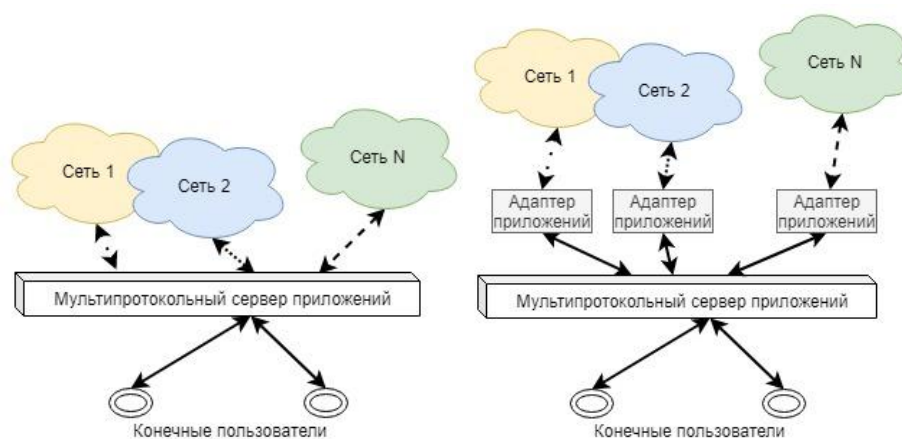 Сеть 1
Сеть 2
Сеть N
Мультипротокольный сервер приложений
Конечные пользователи
Сеть 1
Сеть 2
Сеть N
Адаптер
приложений
Адаптер
приложений
Адаптер
приложений
Мультипротокольный сервер приложений
Конечные пользователи